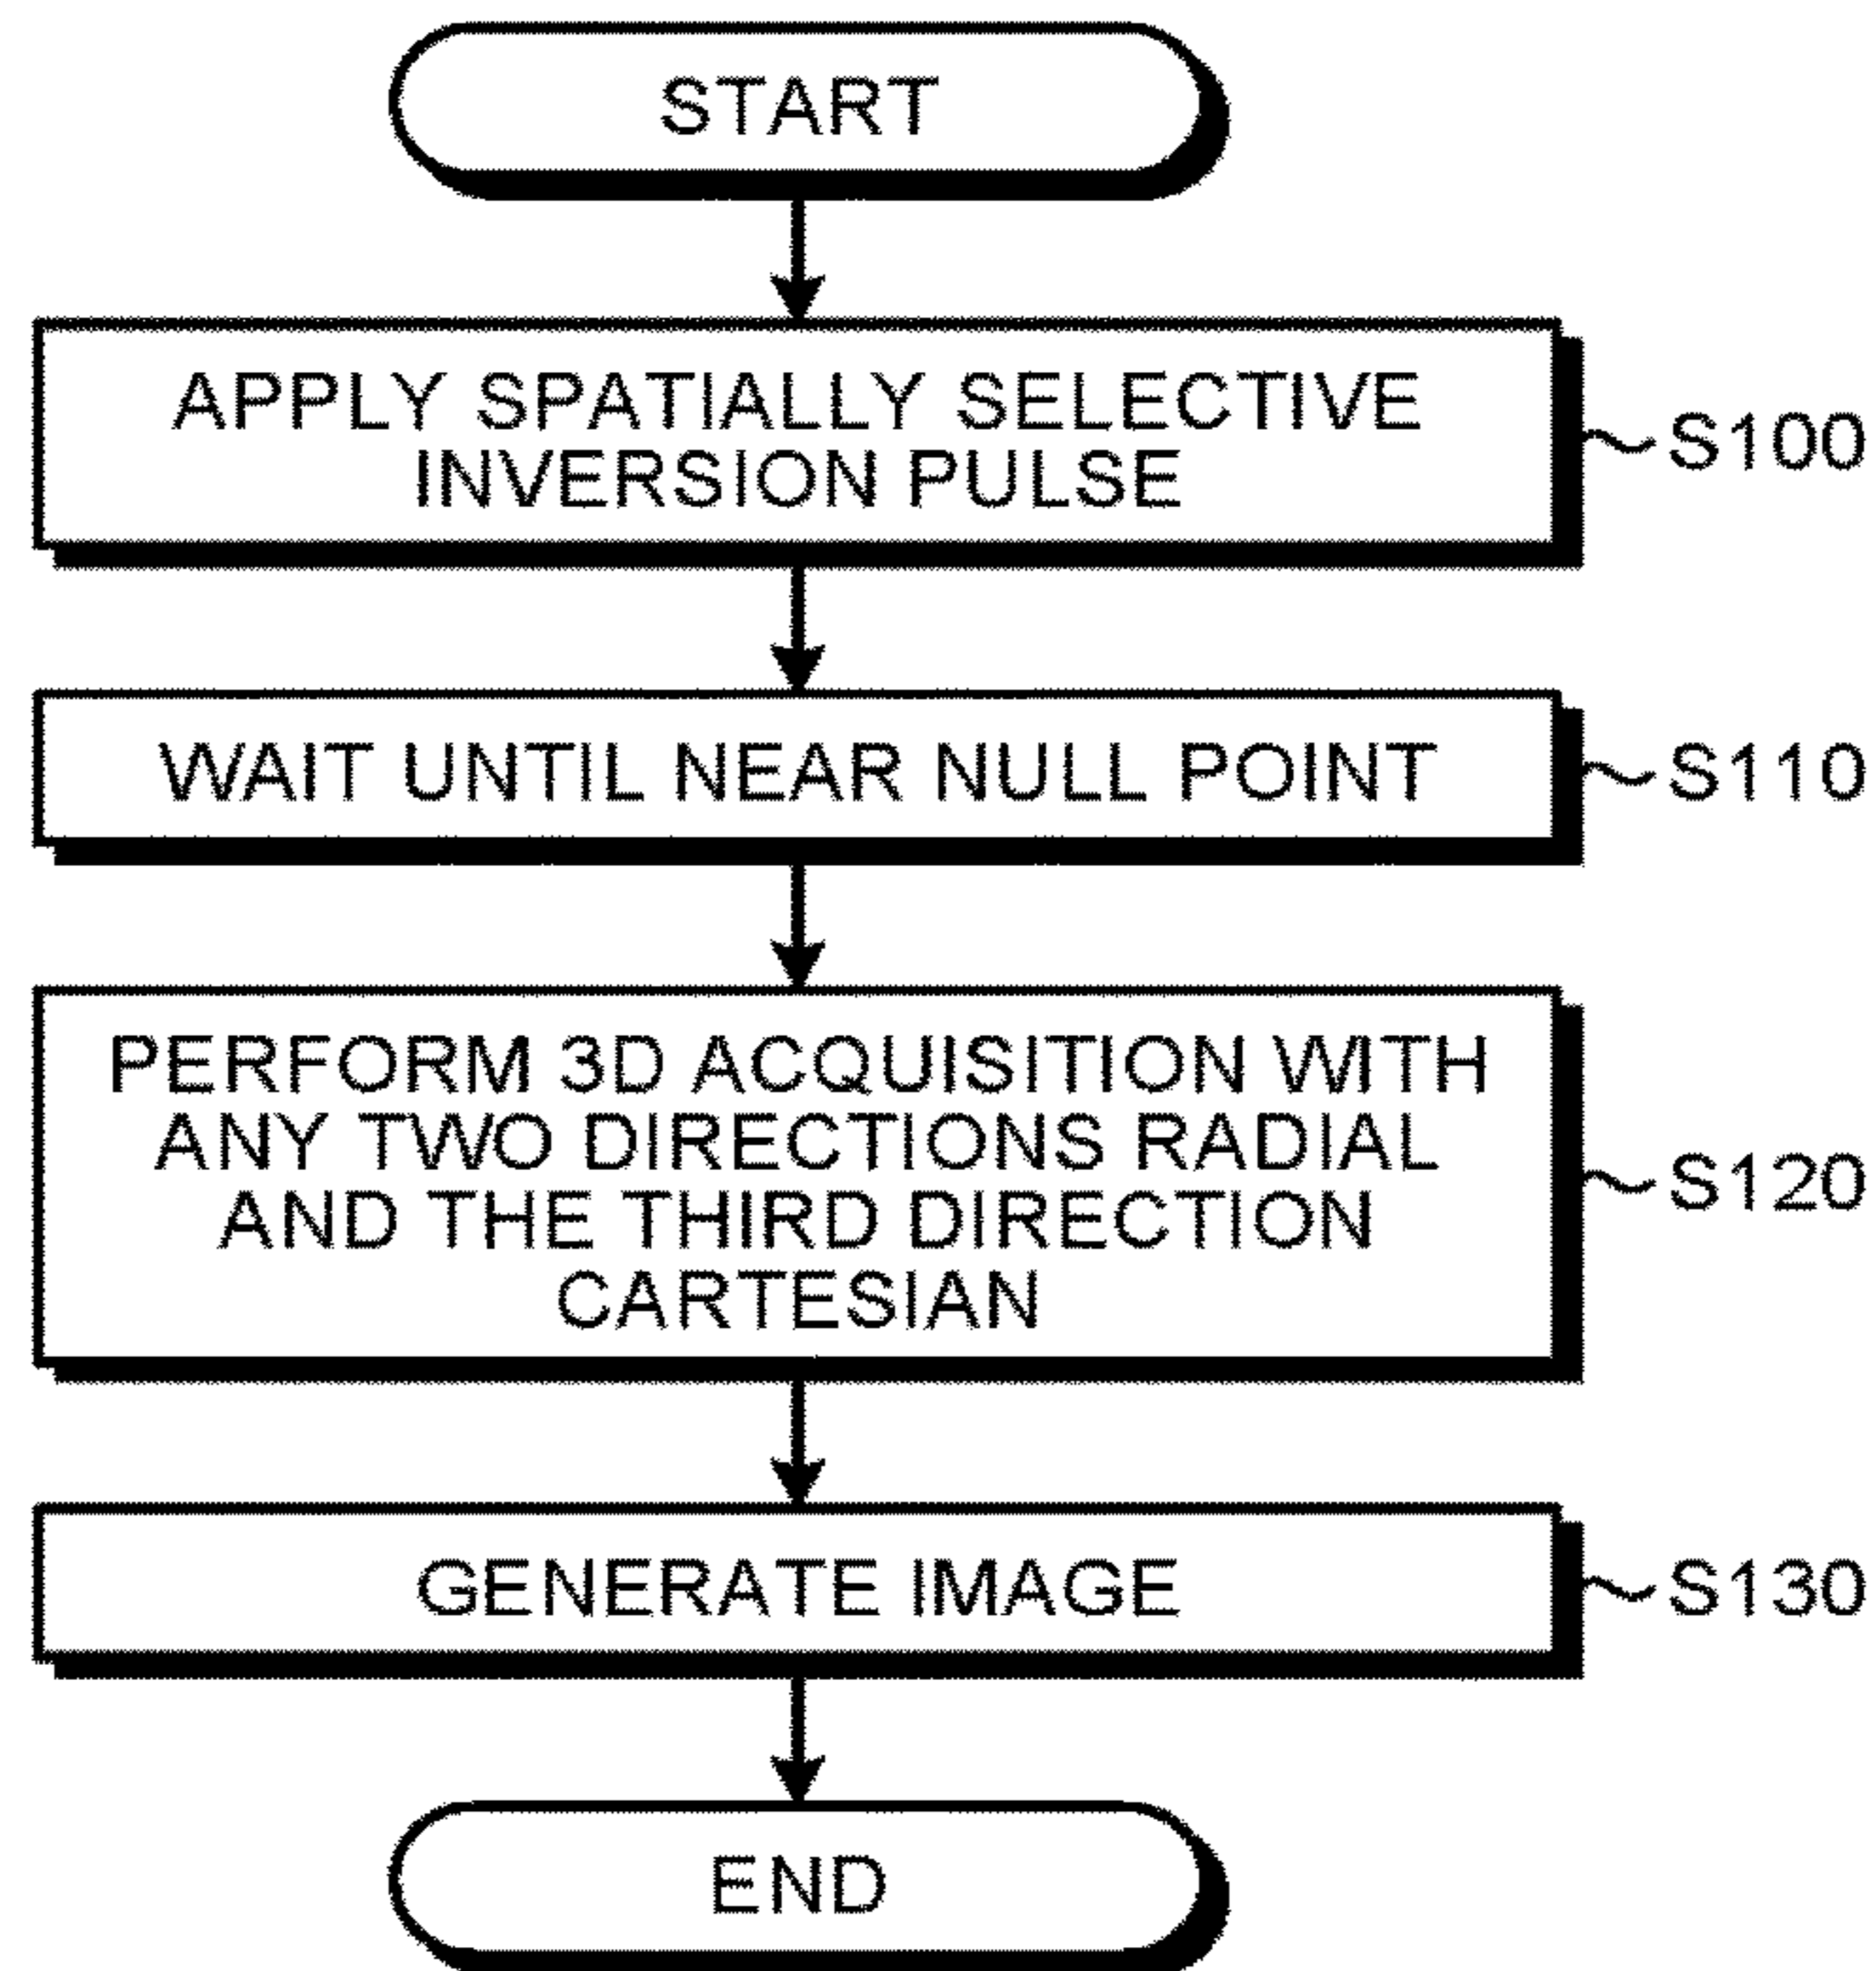 START
APPLY SPATIALLY SELECTIVE
INVERSION PULSE
S100
WAIT UNTIL NEAR NULL POINT
S110
PERFORM 3D ACQUISITION WITH
ANY TWO DIRECTIONS RADIAL
AND THE THIRD DIRECTION
CARTESIAN
S120
GENERATE IMAGE
S130
END